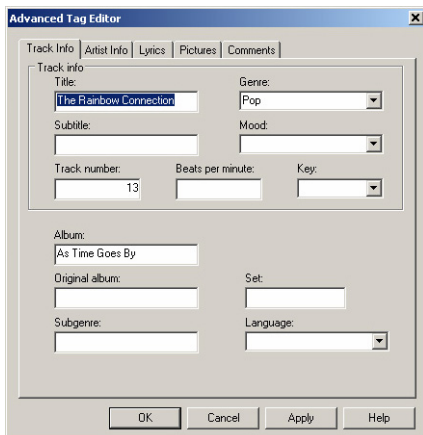 Advanced Tag Editor
Track Info Artist Info Lyrics Pictures Comments
Track info
Title: Genre:
The Rainbow Connection Pop
Subtitle: Mood:
Track number: Beats per minute: Key:
13
Album:
As Time Goes By
Original album: Set:
Subgenre: Language:
OK Cancel Apply Help